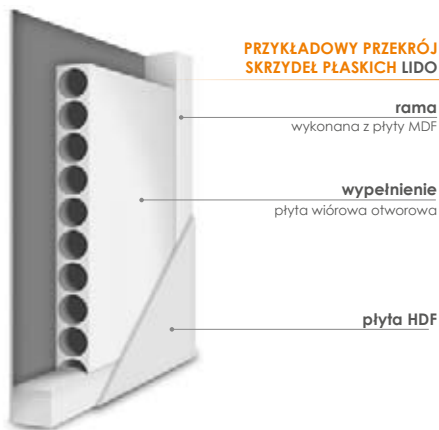 PRZYKŁADOWY PRZEKRÓJ
SKRZYDEŁ PŁASKICH LIDO
rama
wykonana z płyty MDF
wypełnienie
płyta wiórowa otworowa
płyta HDF